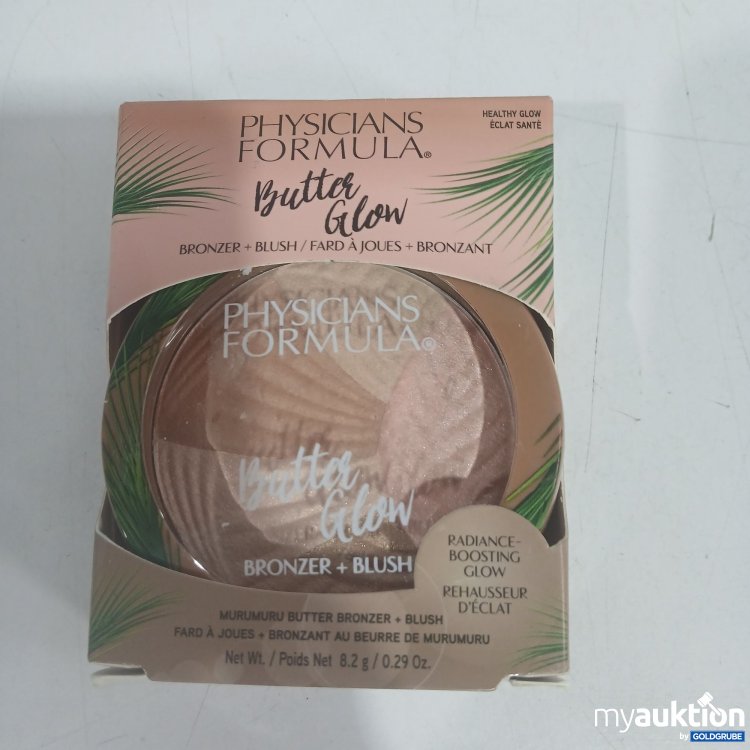 HEALTHY GLOW
ÉCLAT SANTÉ
PHYSICIANS
FORMULA®
Butter
Glow
BRONZER + BLUSH / FARD À JOUES + BRONZANT
PHYSICIANS
FORMULA®
Butter
Glow
BRONZER + BLUSH
RADIANCE-
BOOSTING
GLOW
REHAUSSEUR
D'ÉCLAT
MURUMURU BUTTER BRONZER + BLUSH
FARD À JOUES + BRONZANT AU BEURRE DE MURUMURU
Net Wt. / Poids Net 8.2 g / 0.29 Oz.
myauktion
by GOLDGRUBE